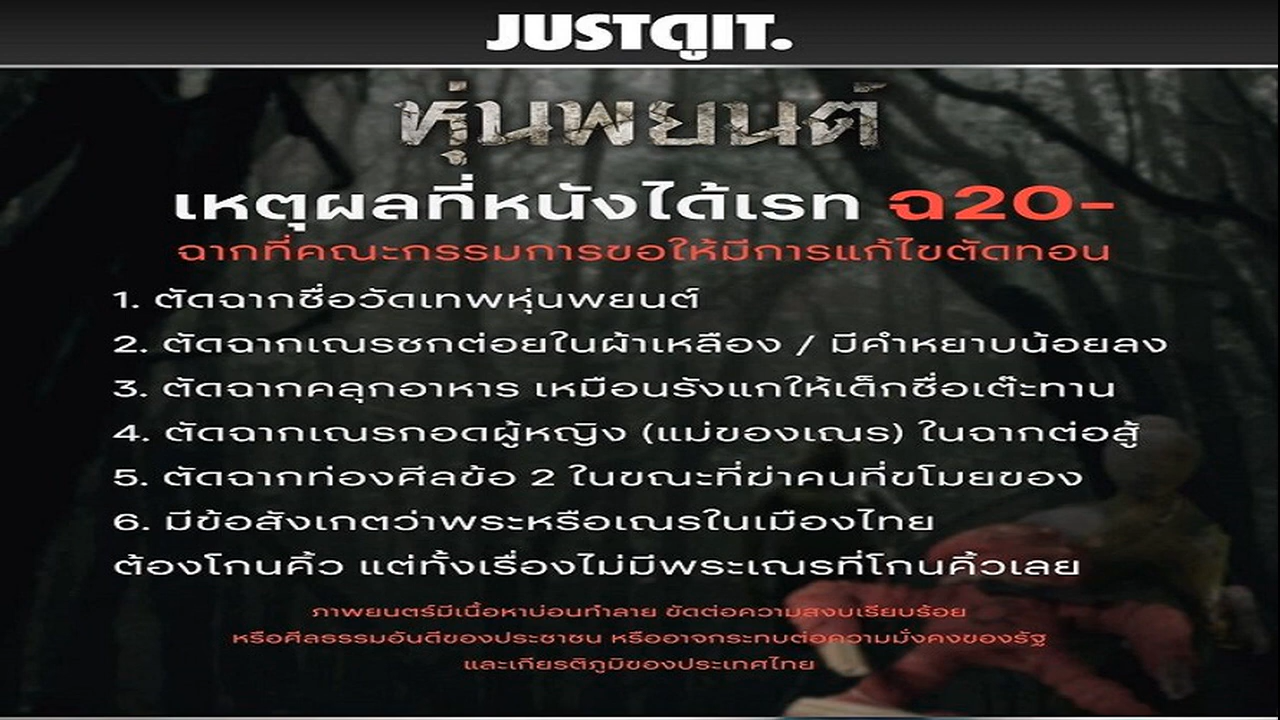 JUSTดูIT.
หุ่นพยนต์
เหตุผลที่หนังได้เรท ฉ20-
ฉากที่คณะกรรมการขอให้มีการแก้ไขตัดทอน
1. ตัดฉากชื่อวัดเทพหุ่นพยนต์
2. ตัดฉากเณรชกต่อยในผ้าเหลือง / มีคำหยาบน้อยลง
3. ตัดฉากคลุกอาหาร เหมือนรังแกให้เด็กชื่อเต๊ะทาน
4. ตัดฉากเณรกอดผู้หญิง (แม่ของเณร) ในฉากต่อสู้
5. ตัดฉากท่องศีลข้อ 2 ในขณะที่ฆ่าคนที่ขโมยของ
6. มีข้อสังเกตว่าพระหรือเณรในเมืองไทย
ต้องโกนคิ้ว แต่ทั้งเรื่องไม่มีพระเณรที่โกนคิ้วเลย
ภาพยนตร์มีเนื้อหาบ่อนทำลาย ขัดต่อความสงบเรียบร้อย
หรือศีลธรรมอันดีของประชาชน หรืออาจกระทบต่อความมั่งคงของรัฐ
และเกียรติภูมิของประเทศไทย